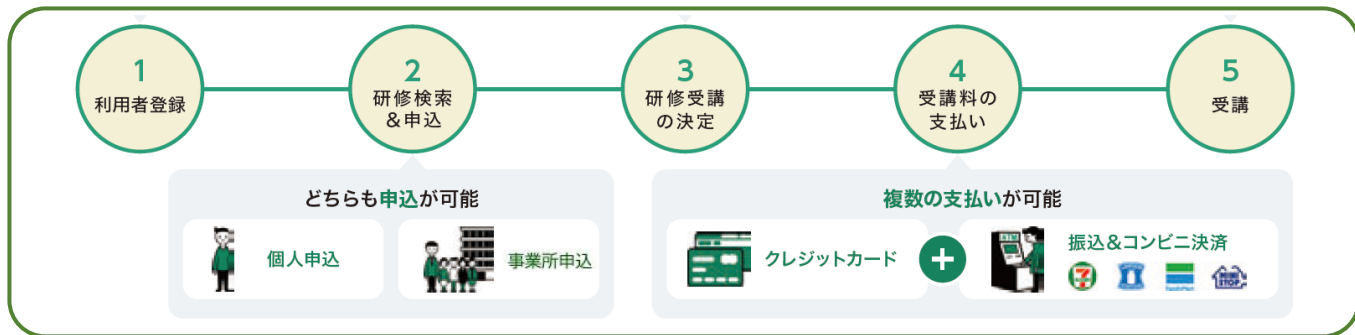 1
利用者登録
2
研修検索
&申込
3
研修受講
の決定
4
受講料の
支払い
5
受講
どちらも申込が可能
個人申込
事業所申込
複数の支払いが可能
クレジットカード
+
振込&コンビニ決済
7